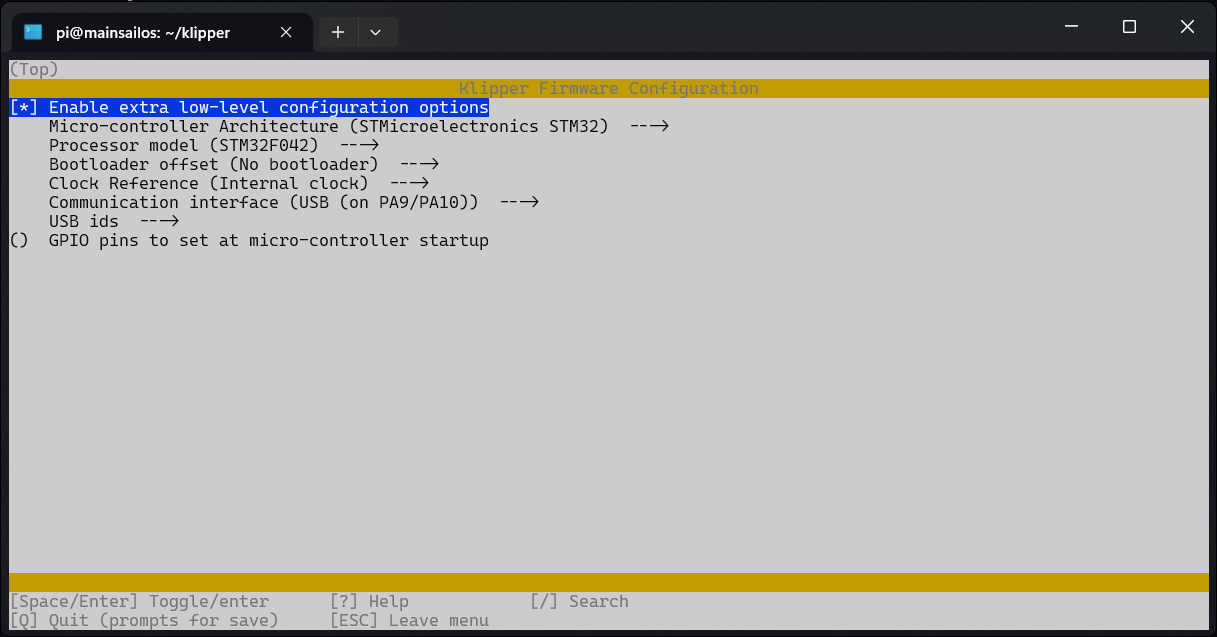 pi@mainsailos: ~/klipper
(Top)
Klipper Firmware Configuration
[*] Enable extra low-level configuration options
Micro-controller Architecture (STMicroelectronics STM32) --->
Processor model (STM32F042) --->
Bootloader offset (No bootloader) --->
Clock Reference (Internal clock) --->
Communication interface (USB (on PA9/PA10)) --->
USB ids --->
() GPIO pins to set at micro-controller startup
[Space/Enter] Toggle/enter [?] Help [/] Search
[Q] Quit (prompts for save) [ESC] Leave menu